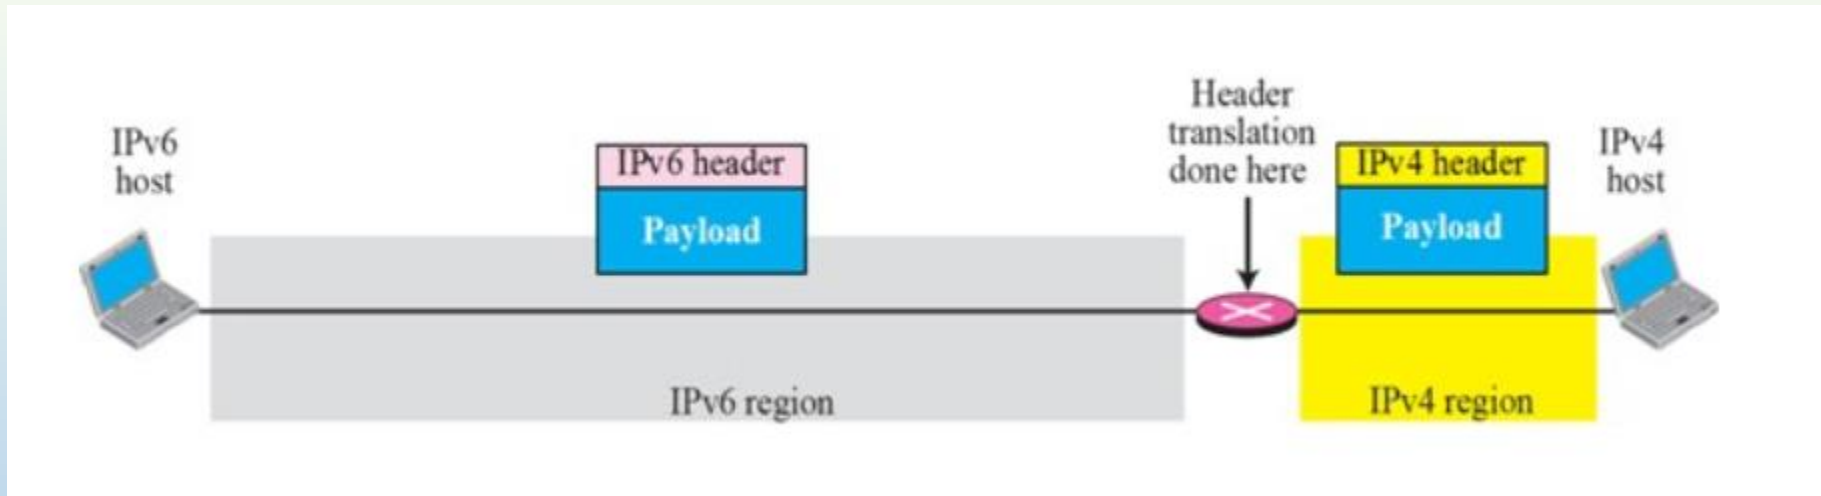 IPv6
host
IPv6 header
Payload
IPv6 region
Header
translation
done here
IPv4 header
Payload
IPv4 region
IPv4
host